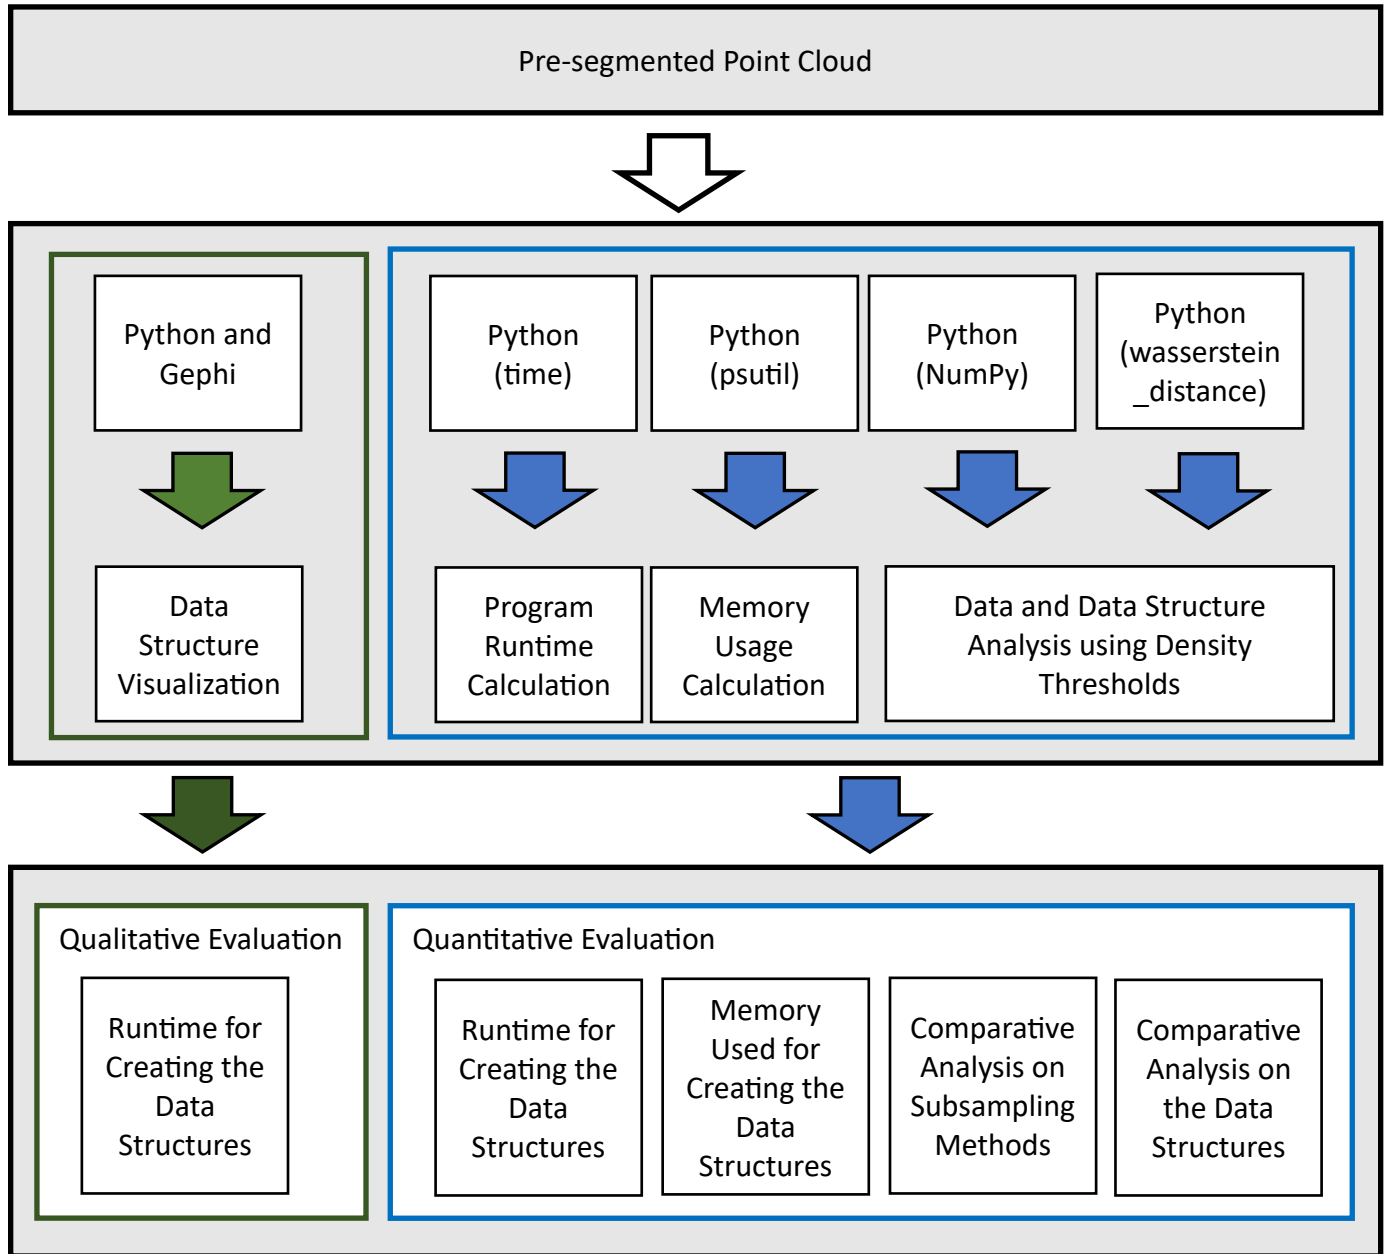 Pre-segmented Point Cloud
Python and
Gephi
Python
(time)
Python
(psutil)
Python
(NumPy)
Python
(wasserstein
_distance)
Data
Structure
Visualization
Program
Runtime
Calculation
Memory
Usage
Calculation
Data and Data Structure
Analysis using Density
Thresholds
Qualitative Evaluation
Runtime for
Creating the
Data
Structures
Quantitative Evaluation
Runtime for
Creating the
Data
Structures
Memory
Used for
Creating the
Data
Structures
Comparative
Analysis on
Subsampling
Methods
Comparative
Analysis on
the Data
Structures